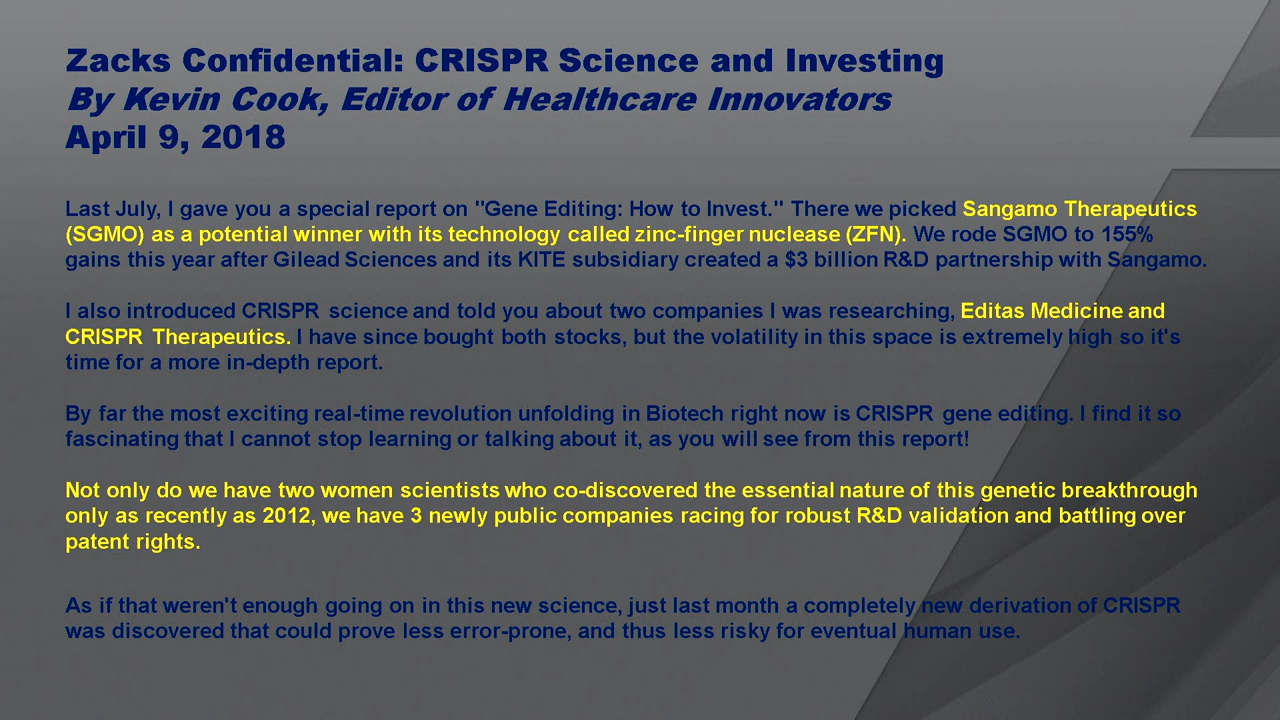 Zacks Confidential: CRISPR Science and Investing
By Kevin Cook, Editor of Healthcare Innovators
April 9, 2018
Last July, I gave you a special report on "Gene Editing: How to Invest." There we picked Sangamo Therapeutics
(SGMO) as a potential winner with its technology called zinc-finger nuclease (ZFN). We rode SGMO to 155%
gains this year after Gilead Sciences and its KITE subsidiary created a $3 billion R&D partnership with Sangamo.
I also introduced CRISPR science and told you about two companies I was researching, Editas Medicine and
CRISPR Therapeutics. I have since bought both stocks, but the volatility in this space is extremely high so it's
time for a more in-depth report.
By far the most exciting real-time revolution unfolding in Biotech right now is CRISPR gene editing. I find it so
fascinating that I cannot stop learning or talking about it, as you will see from this report!
Not only do we have two women scientists who co-discovered the essential nature of this genetic breakthrough
only as recently as 2012, we have 3 newly public companies racing for robust R&D validation and battling over
patent rights.
As if that weren't enough going on in this new science, just last month a completely new derivation of CRISPR
was discovered that could prove less error-prone, and thus less risky for eventual human use.